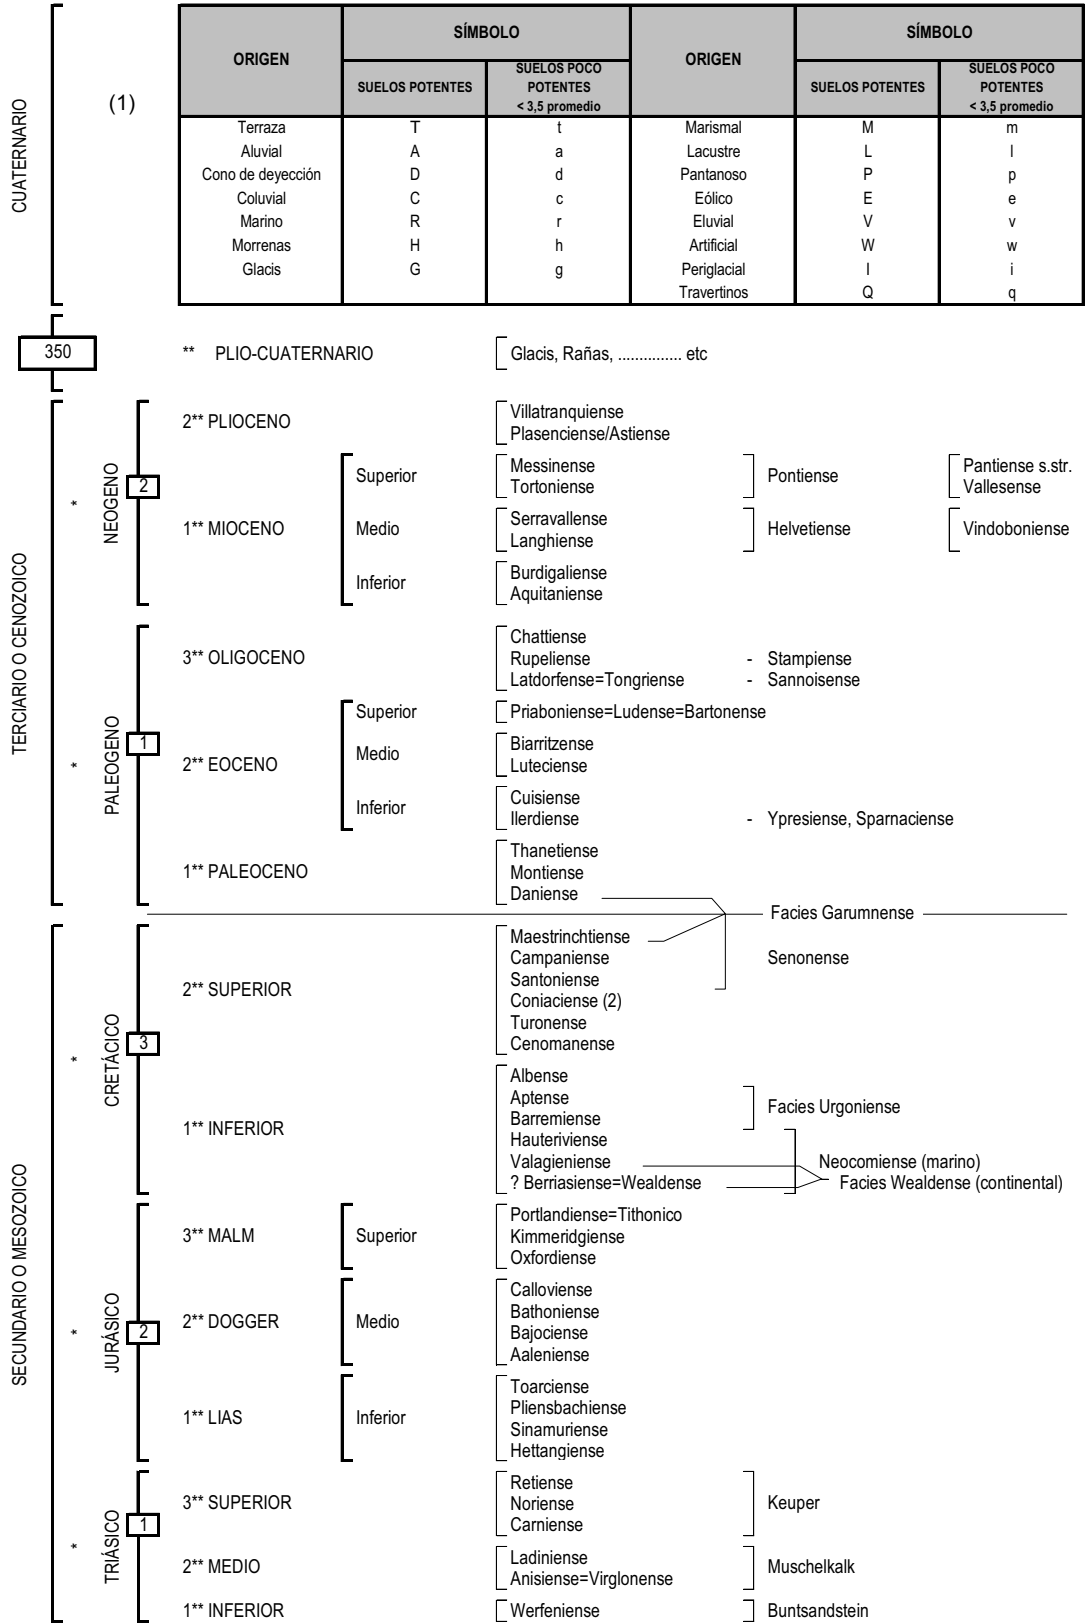 CUATERNARIO
(1)
ORIGEN SÍMBOLO ORIGEN SÍMBOLO
SUELOS POTENTES SUELOS POCO POTENTES < 3,5 promedio SUELOS POTENTES SUELOS POCO POTENTES < 3,5 promedio
Terraza T t Marismal M m
Aluvial A a Lacustre L l
Cono de deyección D d Pantanoso P p
Coluvial C c Eólico E e
Marino R r Eluvial V v
Morrenas H h Artificial W w
Glacis G g Periglacial I i
Travertinos Q q
350 ** PLIO-CUATERNARIO Glacis, Rañas, ............... etc
TERCIARIO O CENOZOICO
*
NEOGENO
2
2** PLIOCENO
Villatranquiense
Plasenciense/Astiense
1** MIOCENO
Superior
Messinense
Tortoniense
Pontiense
Pantiense s.str.
Vallesense
Medio
Serravallense
Langhiense
Helvetiense
Vindoboniense
Inferior
Burdigaliense
Aquitaniense
*
PALEOGENO
1
3** OLIGOCENO
Chattiense
Rupeliense - Stampiense
Latdorfense=Tongriense - Sannoisense
2** EOCENO
Superior
Priaboniense=Ludense=Bartonense
Medio
Biarritzense
Luteciense
Inferior
Cuisiense
Ilerdiense - Ypresiense, Sparnaciense
1** PALEOCENO
Thanetiense
Montiense
Daniense
Facies Garumnense
SECUNDARIO O MESOZOICO
*
CRETÁCICO
3
2** SUPERIOR
Maestrinchtiense
Campaniense Senonense
Santoniense
Coniaciense (2)
Turonense
Cenomanense
1** INFERIOR
Albense
Aptense
Barremiense
Facies Urgoniense
Hauteriviense
Valagieniense Neocomiense (marino)
? Berriasiense=Wealdense Facies Wealdense (continental)
*
JURÁSICO
2
3** MALM
Superior
Portlandiense=Tithonico
Kimmeridgiense
Oxfordiense
2** DOGGER
Medio
Calloviense
Bathoniense
Bajociense
Aaleniense
1** LIAS
Inferior
Toarciense
Pliensbachiense
Sinamuriense
Hettangiense
*
TRIÁSICO
1
3** SUPERIOR
Retiense
Noriense
Carniense
Keuper
2** MEDIO
Ladiniense
Anisiense=Virglonense
Muschelkalk
1** INFERIOR
Werfeniense
Buntsandstein